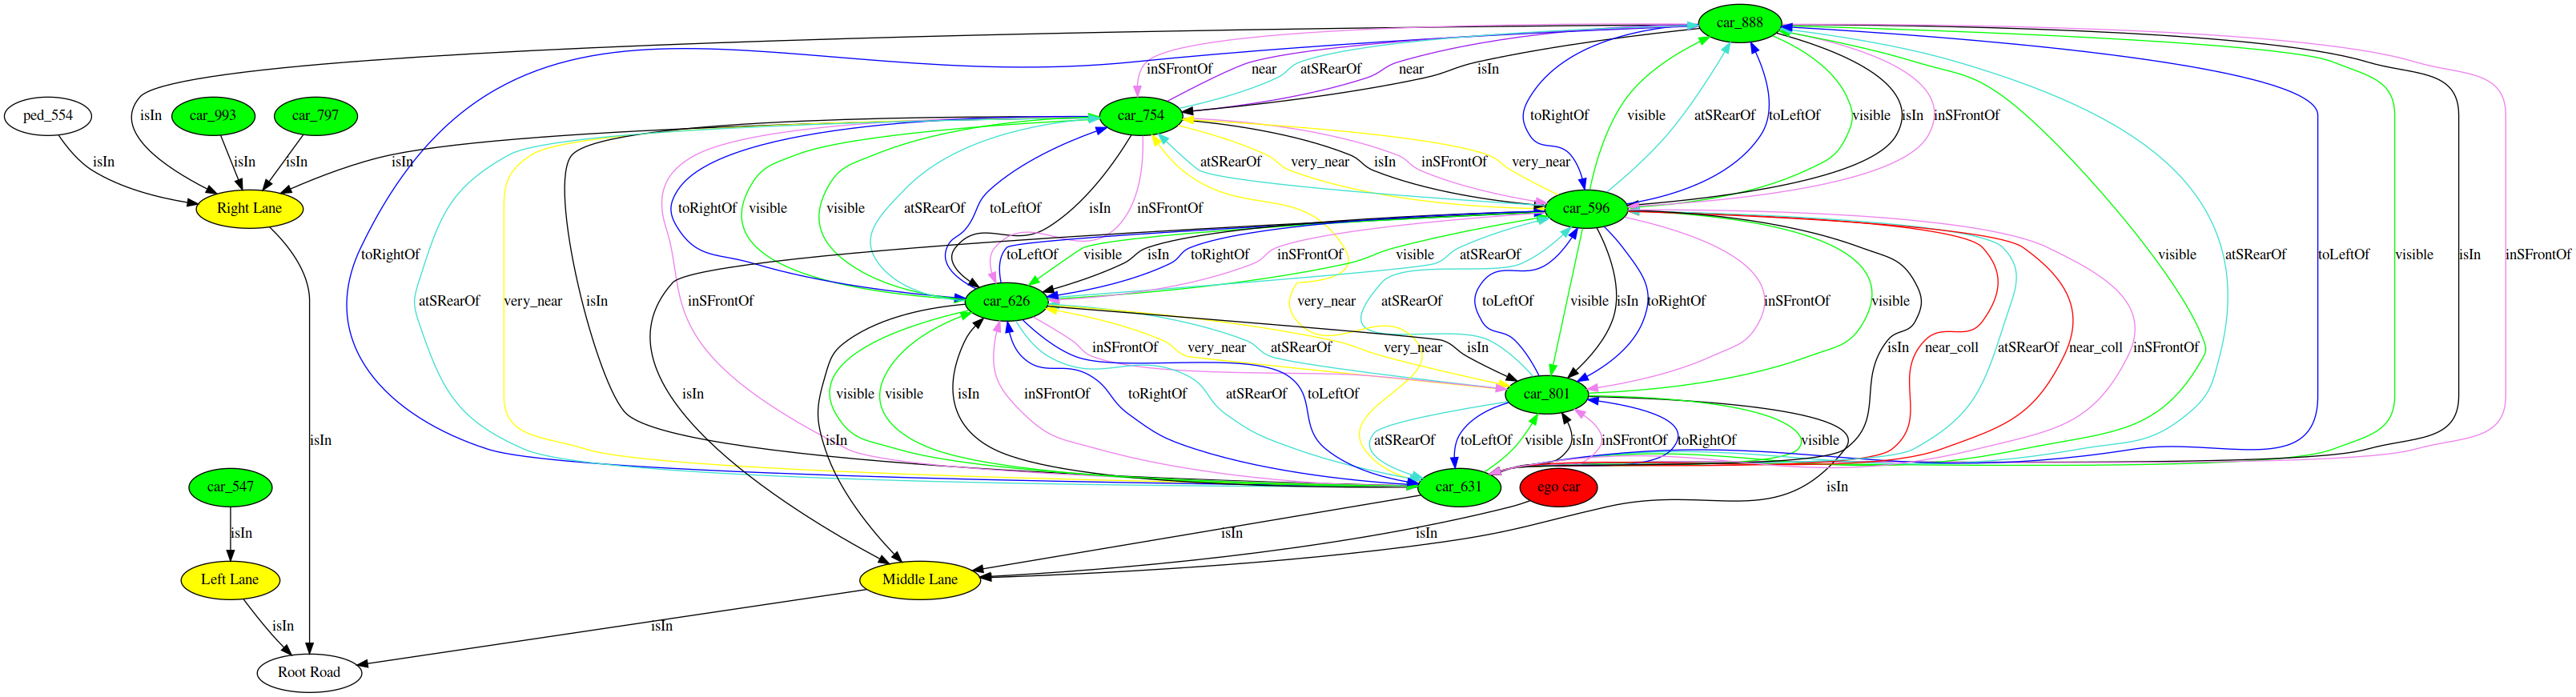 car_888
inSFrontOf near atSRearOf near isIn
ped_554 car_993 car_797 isIn car_754 toRightOf visible atSRearOf toLeftOf visible isIn inSFrontOf
isIn isIn isIn isIn atSRearOf very_near isIn inSFrontOf very_near
Right Lane toRightOf visible visible atSRearOf toLeftOf isIn inSFrontOf car_596
toRightOf toLeftOf visible isIn toRightOf inSFrontOf visible atSRearOf visible atSRearOf toLeftOf visible isIn inSFrontOf
atSRearOf very_near isIn inSFrontOf car_626 very_near atSRearOf toLeftOf visible isIn toRightOf inSFrontOf visible
inSFrontOf very_near atSRearOf very_near isIn isIn near_coll atSRearOf near_coll inSFrontOf
isIn visible visible isIn inSFrontOf toRightOf atSRearOf toLeftOf car_801
isIn isIn atSRearOf toLeftOf visible isIn inSFrontOf toRightOf visible
car_547 car_631 ego car isIn
isIn isIn isIn
Left Lane Middle Lane
isIn isIn
Root Road